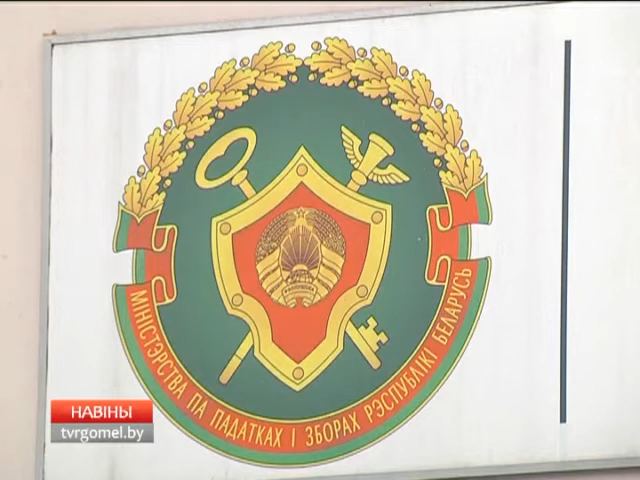 МІНІСТЭРСТВА ПА ПАДАТКАХ І ЗБОРАХ РЭСПУБЛІКІ БЕЛАРУСЬ
НАВІНЫ
tvrgomel.by